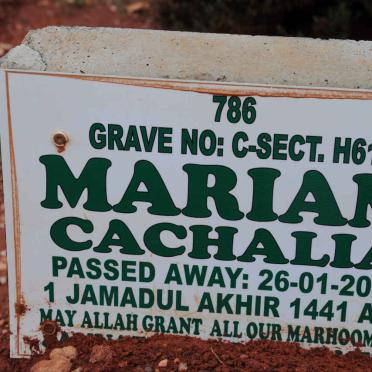 786
GRAVE NO: C-SECT. H61
MARIAM
CACHALIA
PASSED AWAY: 26-01-20
1 JAMADUL AKHIR 1441 A
MAY ALLAH GRANT ALL OUR MARHOOM